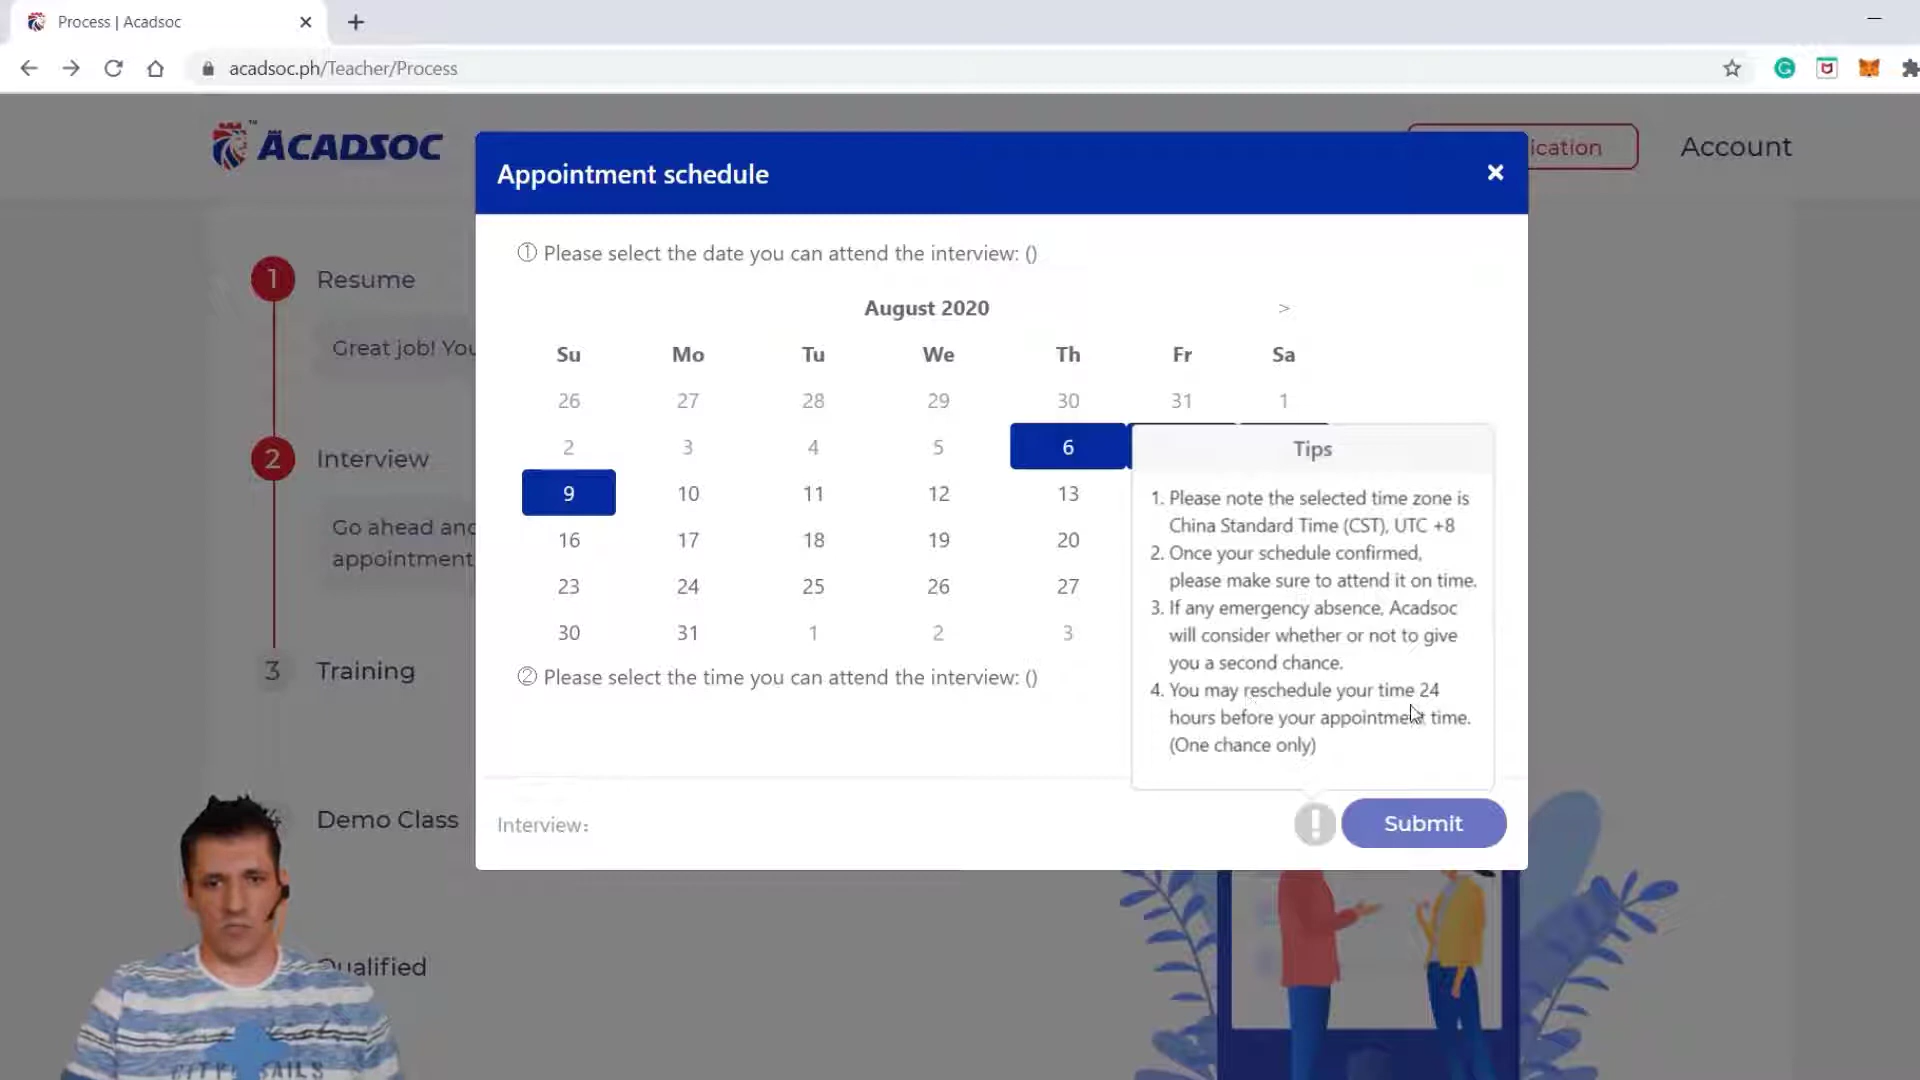 Process | Acadsoc
acadsoc.ph/Teacher/Process
ACADSOC
ication
Account
Appointment schedule
① Please select the date you can attend the interview: ()
August 2020 >
Su Mo Tu We Th Fr Sa
26 27 28 29 30 31 1
2 3 4 5 6
9 10 11 12 13
16 17 18 19 20
23 24 25 26 27
30 31 1 2 3
② Please select the time you can attend the interview: ()
Tips
1. Please note the selected time zone is
China Standard Time (CST), UTC +8
2. Once your schedule confirmed,
please make sure to attend it on time.
3. If any emergency absence, Acadsoc
will consider whether or not to give
you a second chance.
4. You may reschedule your time 24
hours before your appointment time.
(One chance only)
Interview:
Submit
1 Resume
Great job! You
2 Interview
Go ahead and
appointment
3 Training
Demo Class
Qualified